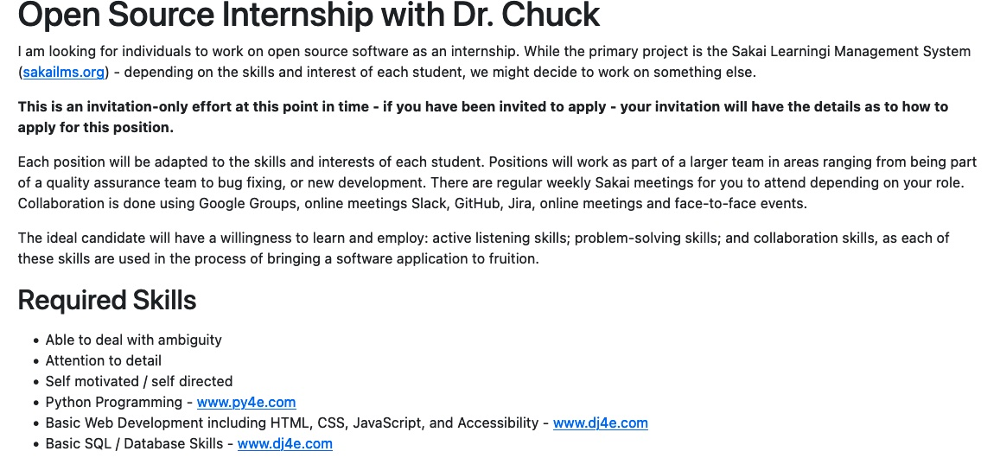 Open Source Internship with Dr. Chuck
I am looking for individuals to work on open source software as an internship. While the primary project is the Sakai Learningi Management System
(sakailms.org) - depending on the skills and interest of each student, we might decide to work on something else.
This is an invitation-only effort at this point in time - if you have been invited to apply - your invitation will have the details as to how to
apply for this position.
Each position will be adapted to the skills and interests of each student. Positions will work as part of a larger team in areas ranging from being part
of a quality assurance team to bug fixing, or new development. There are regular weekly Sakai meetings for you to attend depending on your role.
Collaboration is done using Google Groups, online meetings Slack, GitHub, Jira, online meetings and face-to-face events.
The ideal candidate will have a willingness to learn and employ: active listening skills; problem-solving skills; and collaboration skills, as each of
these skills are used in the process of bringing a software application to fruition.
Required Skills
• Able to deal with ambiguity
• Attention to detail
• Self motivated / self directed
• Python Programming - www.py4e.com
• Basic Web Development including HTML, CSS, JavaScript, and Accessibility - www.dj4e.com
• Basic SQL / Database Skills - www.dj4e.com